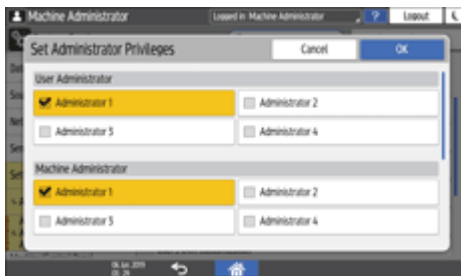 Machine Administrator Logged in Machine Administrator ? Logout
Set Administrator Privileges Cancel OK
User Administrator
Administrator 1 Administrator 2
Administrator 3 Administrator 4
Machine Administrator
Administrator 1 Administrator 2
Administrator 3 Administrator 4